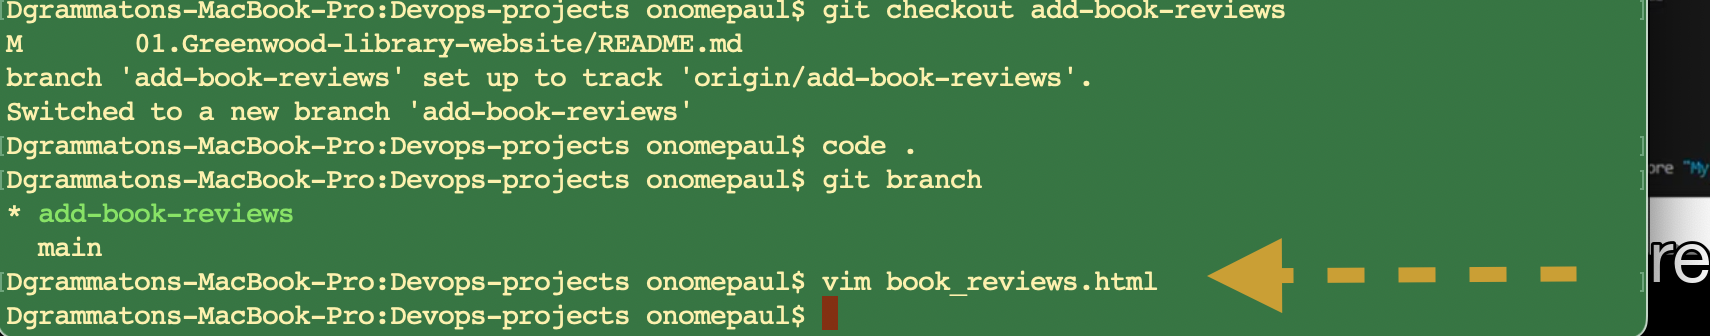 Dgrammatons-MacBook-Pro:Devops-projects onomepaul$ git checkout add-book-reviews
M       01.Greenwood-library-website/README.md
branch 'add-book-reviews' set up to track 'origin/add-book-reviews'.
Switched to a new branch 'add-book-reviews'
Dgrammatons-MacBook-Pro:Devops-projects onomepaul$ code .
Dgrammatons-MacBook-Pro:Devops-projects onomepaul$ git branch
* add-book-reviews
  main
Dgrammatons-MacBook-Pro:Devops-projects onomepaul$ vim book_reviews.html
Dgrammatons-MacBook-Pro:Devops-projects onomepaul$
ore "My
re